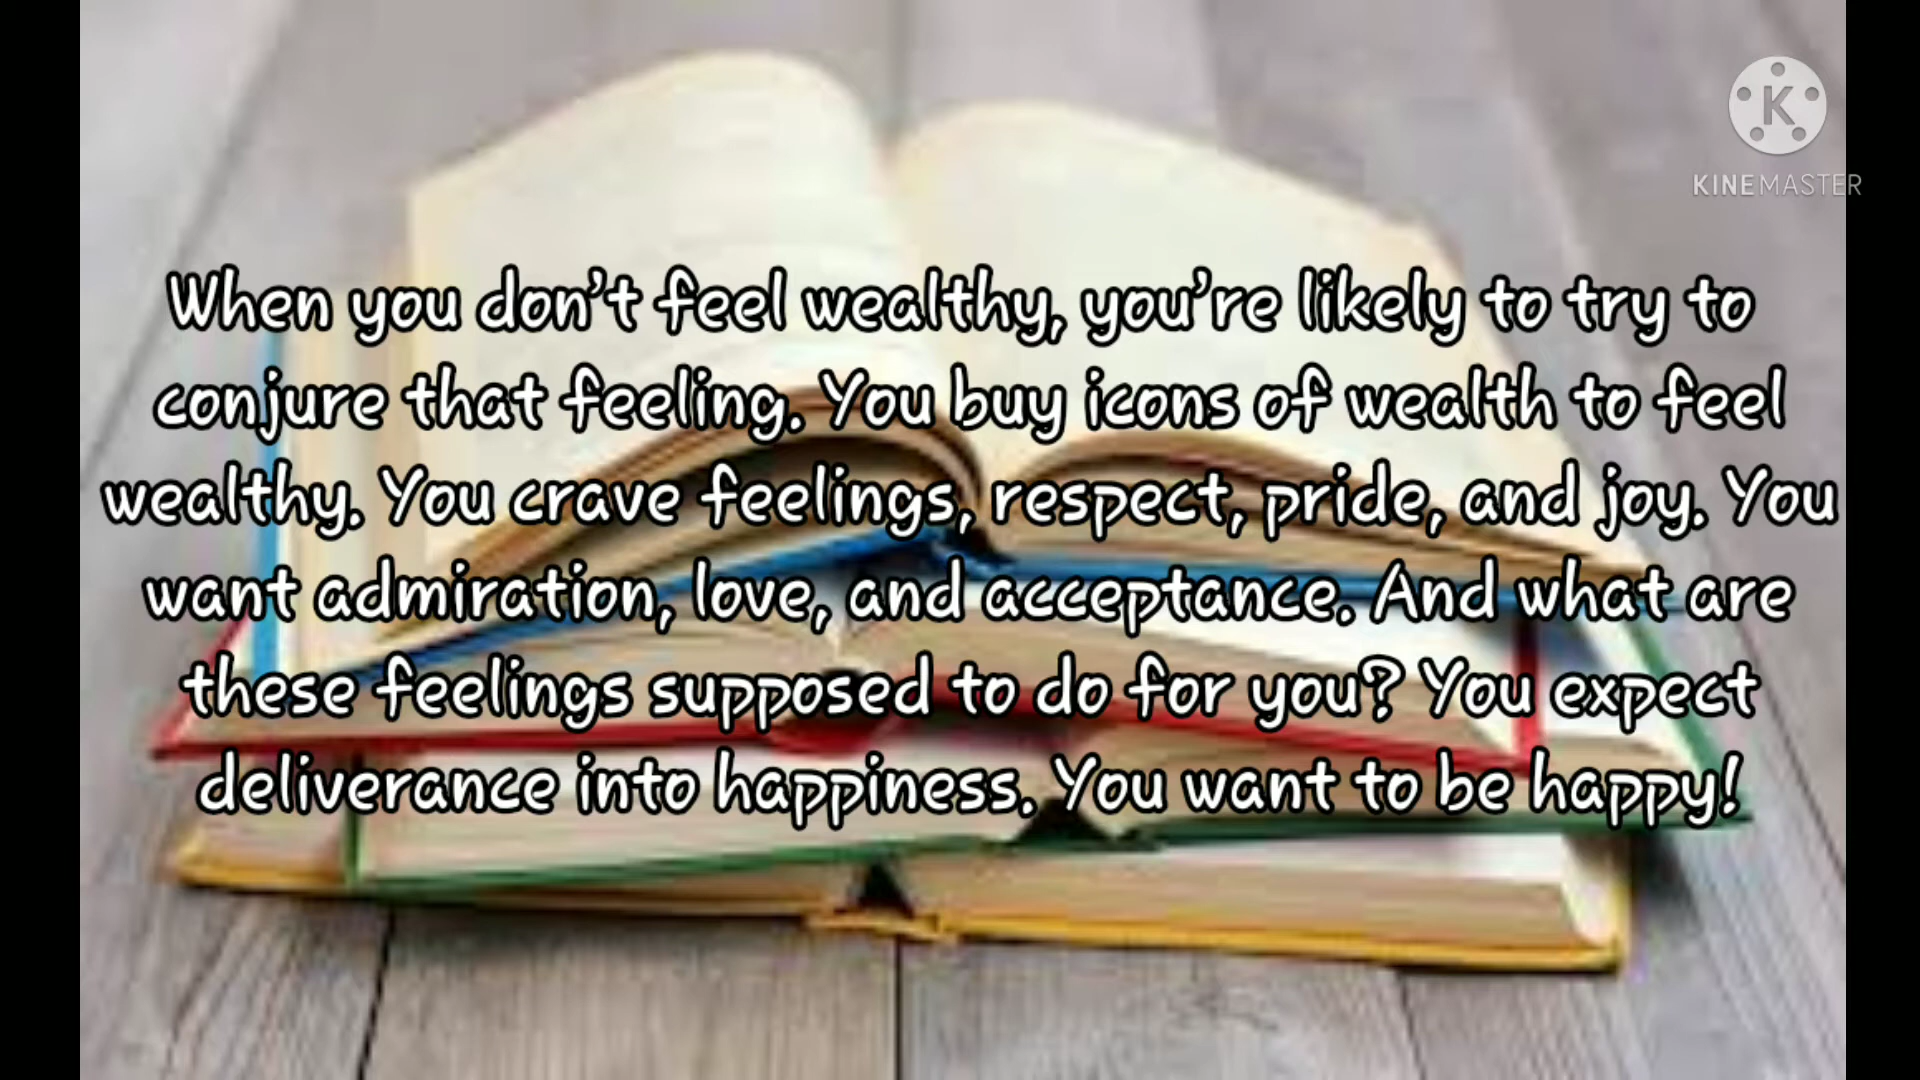 K
KINEMASTER
When you don't feel wealthy, you're likely to try to
conjure that feeling. You buy icons of wealth to feel
wealthy. You crave feelings, respect, pride, and joy. You
want admiration, love, and acceptance. And what are
these feelings supposed to do for you? You expect
deliverance into happiness. You want to be happy!